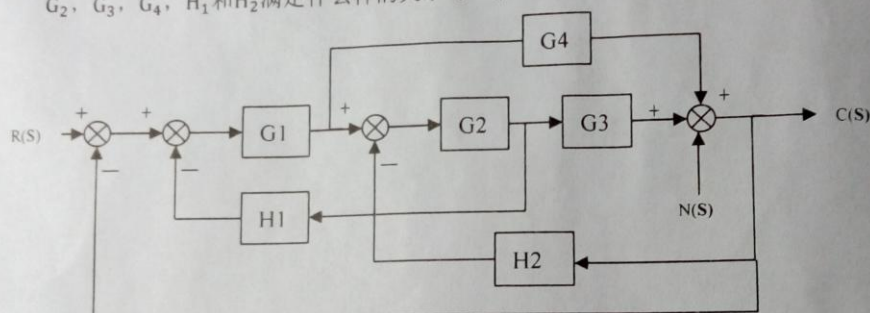 G₂，G₃，G₄，H₁和H₂满足什么样的关
G4
+ + + + +
R(S) G1 G2 G3 C(S)
— — —
H1
N(S)
H2